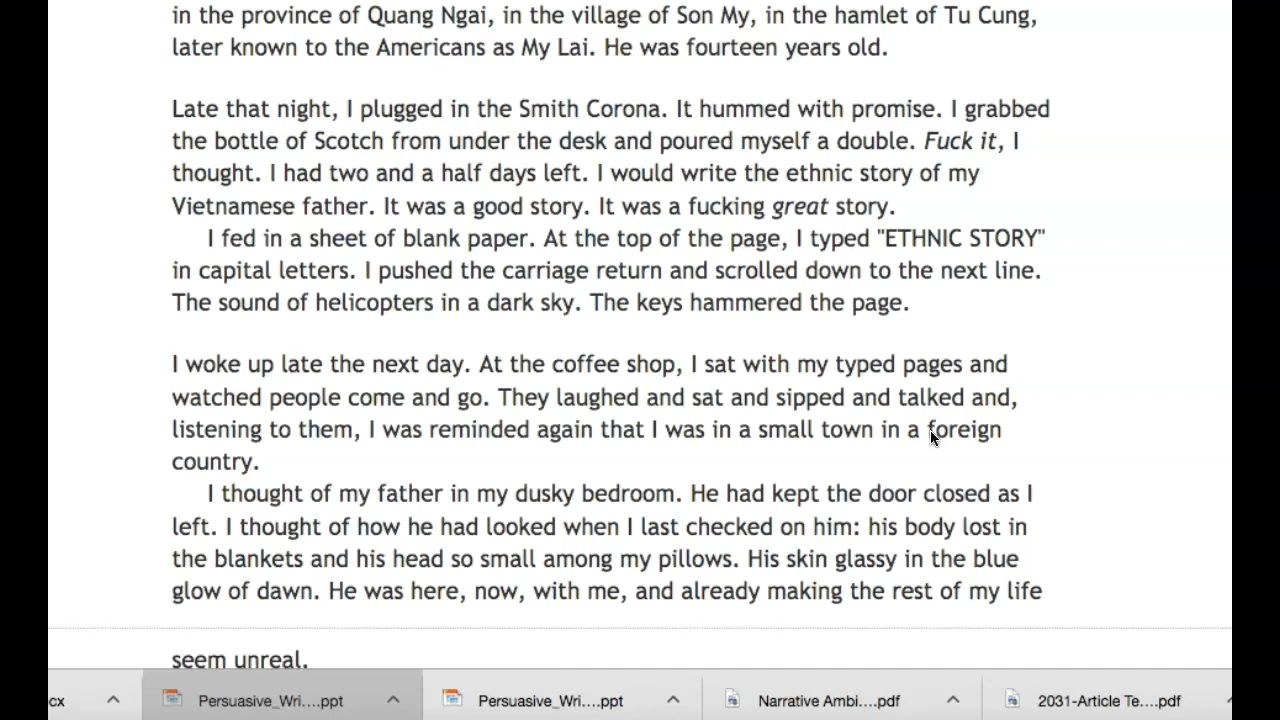 in the province of Quang Ngai, in the village of Son My, in the hamlet of Tu Cung,
later known to the Americans as My Lai. He was fourteen years old.
Late that night, I plugged in the Smith Corona. It hummed with promise. I grabbed
the bottle of Scotch from under the desk and poured myself a double. Fuck it, I
thought. I had two and a half days left. I would write the ethnic story of my
Vietnamese father. It was a good story. It was a fucking great story.
I fed in a sheet of blank paper. At the top of the page, I typed "ETHNIC STORY"
in capital letters. I pushed the carriage return and scrolled down to the next line.
The sound of helicopters in a dark sky. The keys hammered the page.
I woke up late the next day. At the coffee shop, I sat with my typed pages and
watched people come and go. They laughed and sat and sipped and talked and,
listening to them, I was reminded again that I was in a small town in a foreign
country.
I thought of my father in my dusky bedroom. He had kept the door closed as I
left. I thought of how he had looked when I last checked on him: his body lost in
the blankets and his head so small among my pillows. His skin glassy in the blue
glow of dawn. He was here, now, with me, and already making the rest of my life
seem unreal.
cx Persuasive_Wri....ppt Persuasive_Wri....ppt Narrative Ambi....pdf 2031-Article Te....pdf